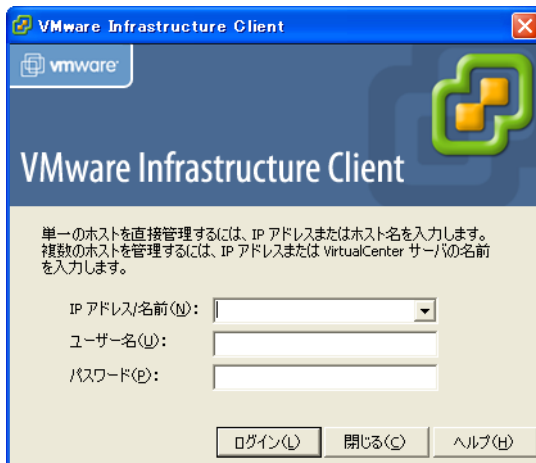 VMware Infrastructure Client
vmware
VMware Infrastructure Client
単一のホストを直接管理するには、IP アドレスまたはホスト名を入力します。
複数のホストを管理するには、IP アドレスまたは VirtualCenter サーバの名前
を入力します。
IP アドレス/名前(N):
ユーザー名(U):
パスワード(P):
ログイン(L) 閉じる(C) ヘルプ(H)